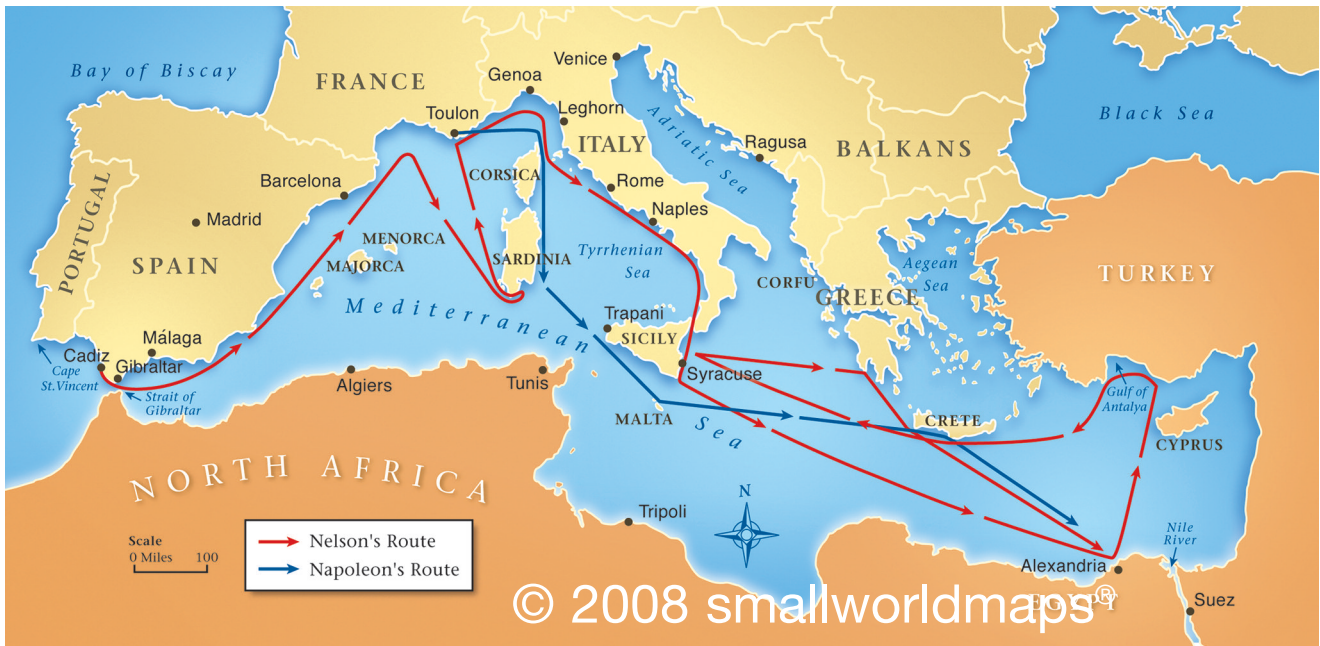 Bay of Biscay
FRANCE
Genoa
Venice
Toulon
Leghorn
ITALY
Adriatic Sea
Ragusa
BALKANS
Black Sea
CORSICA
Barcelona
Rome
PORTUGAL
Madrid
Naples
MENORCA
MAJORCA
SPAIN
SARDINIA
Tyrrhenian
Sea
CORFU
GREECE
Aegean
Sea
TURKEY
Mediterranean
Sea
Trapani
SICILY
Málaga
Cadiz
Gibraltar
Cape
St.Vincent
Strait of
Gibraltar
Algiers
Tunis
Syracuse
MALTA
CRETE
Gulf of
Antalya
CYPRUS
NORTH AFRICA
N
Tripoli
Nile
River
Scale
0 Miles 100
Nelson's Route
Napoleon's Route
Alexandria
EGYPT
Suez
© 2008 smallworldmaps®